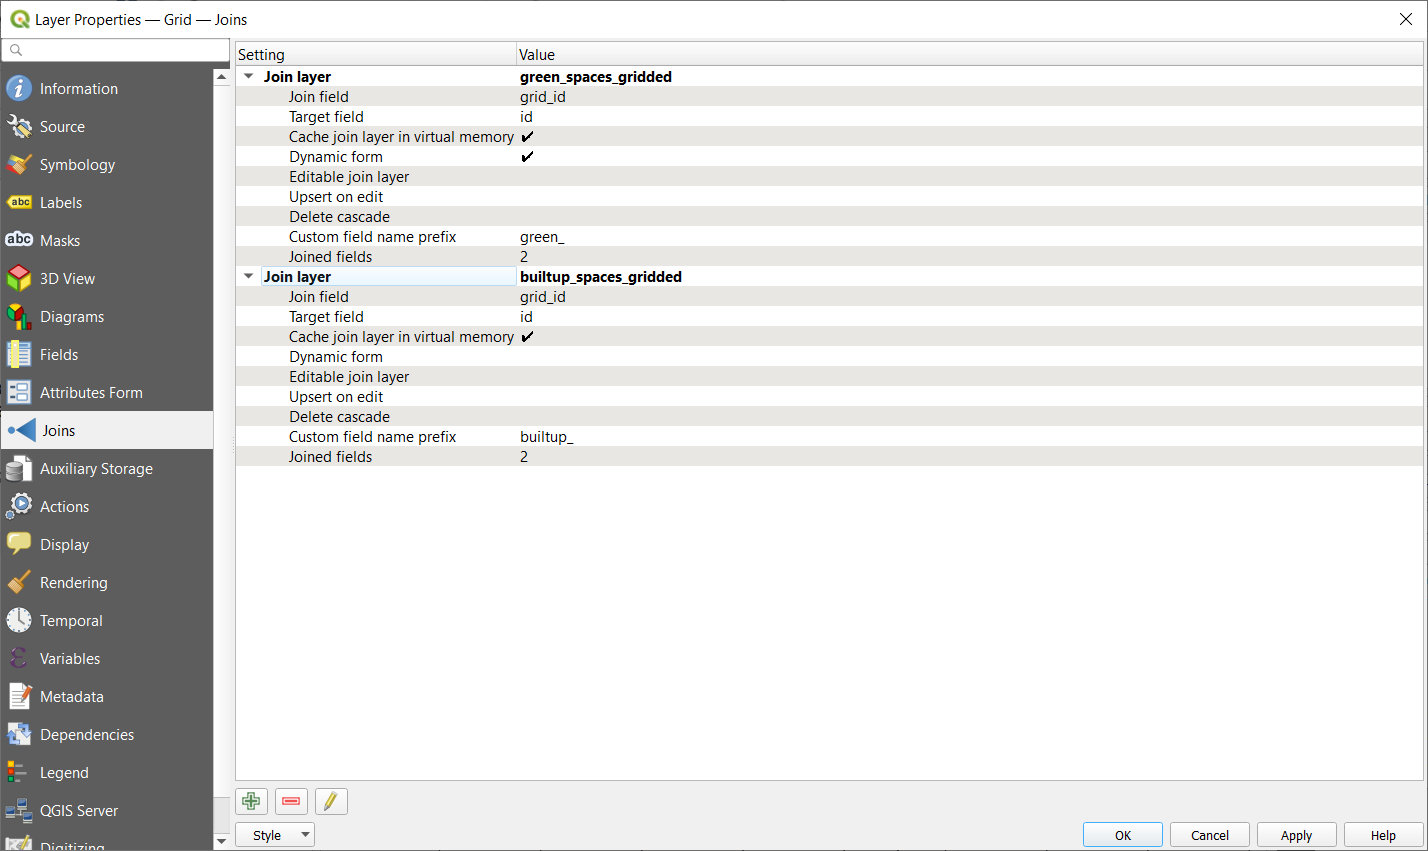 Layer Properties — Grid — Joins
Information
Source
Symbology
abc Labels
abc Masks
3D View
Diagrams
Fields
Attributes Form
Joins
Auxiliary Storage
Actions
Display
Rendering
Temporal
Variables
Metadata
Dependencies
Legend
QGIS Server
Digitizing
Setting Value
Join layer green_spaces_gridded
Join field grid_id
Target field id
Cache join layer in virtual memory ✔
Dynamic form ✔
Editable join layer
Upsert on edit
Delete cascade
Custom field name prefix green_
Joined fields 2
Join layer builtup_spaces_gridded
Join field grid_id
Target field id
Cache join layer in virtual memory ✔
Dynamic form
Editable join layer
Upsert on edit
Delete cascade
Custom field name prefix builtup_
Joined fields 2
Style OK Cancel Apply Help